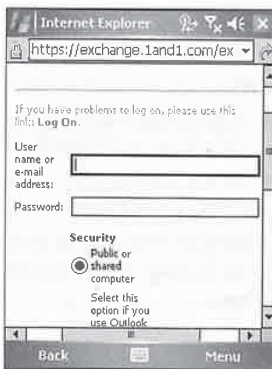 Internet Explorer
https://exchange.1and1.com/ex
If you have problems to log on, please use this
link: Log On.
User
name or
e-mail
address:
Password:
Security
Public or
shared
computer
Select this
option if you
use Outlook
Back
Menu